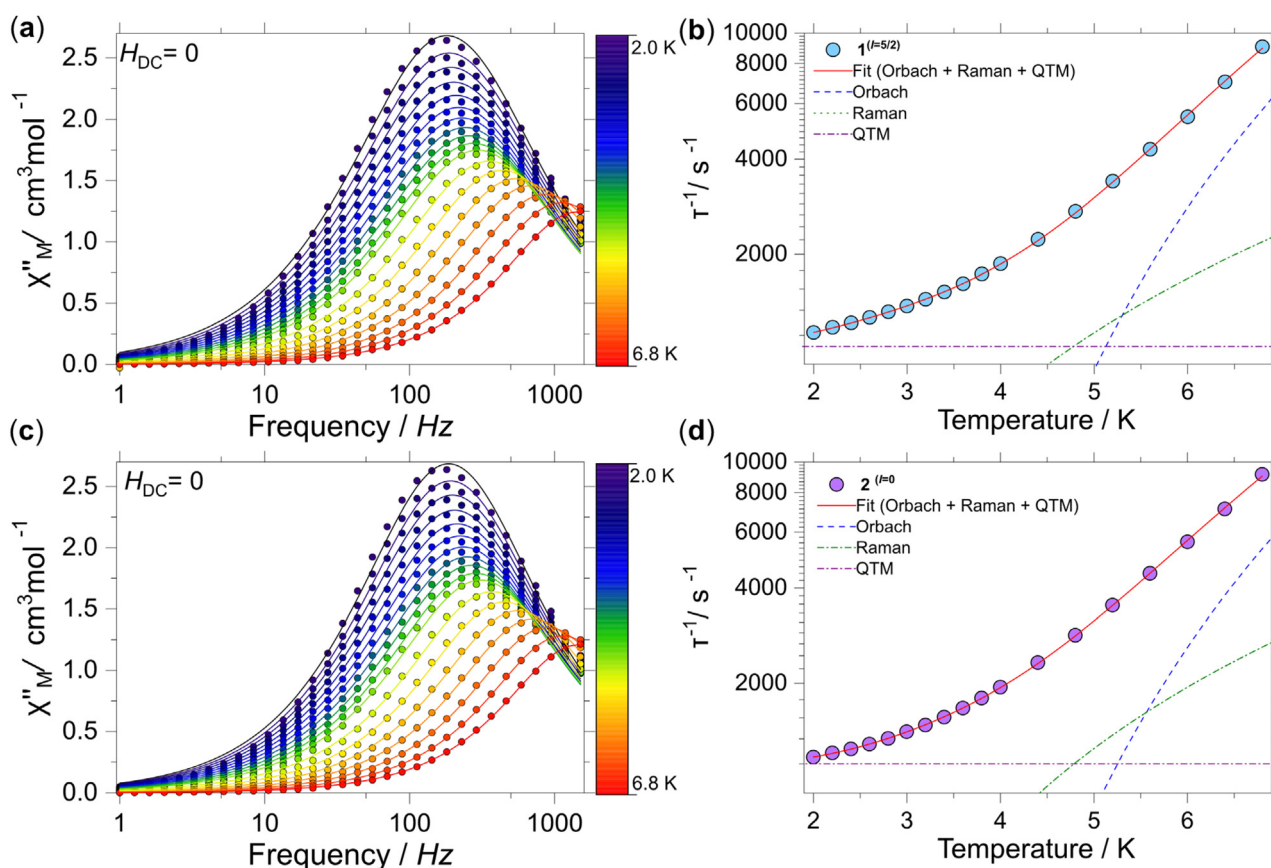 (a)
H_DC = 0
2.0 K
6.8 K
χ''_M / cm³mol⁻¹
2.5
2.0
1.5
1.0
0.5
0.0
1 10 100 1000
Frequency / Hz
(b)
1^(I=5/2)
Fit (Orbach + Raman + QTM)
Orbach
Raman
QTM
τ⁻¹/ s⁻¹
10000
8000
6000
4000
2000
2 3 4 5 6
Temperature / K
(c)
H_DC = 0
2.0 K
6.8 K
χ''_M / cm³mol⁻¹
2.5
2.0
1.5
1.0
0.5
0.0
1 10 100 1000
Frequency / Hz
(d)
2^(I=0)
Fit (Orbach + Raman + QTM)
Orbach
Raman
QTM
τ⁻¹/ s⁻¹
10000
8000
6000
4000
2000
2 3 4 5 6
Temperature / K